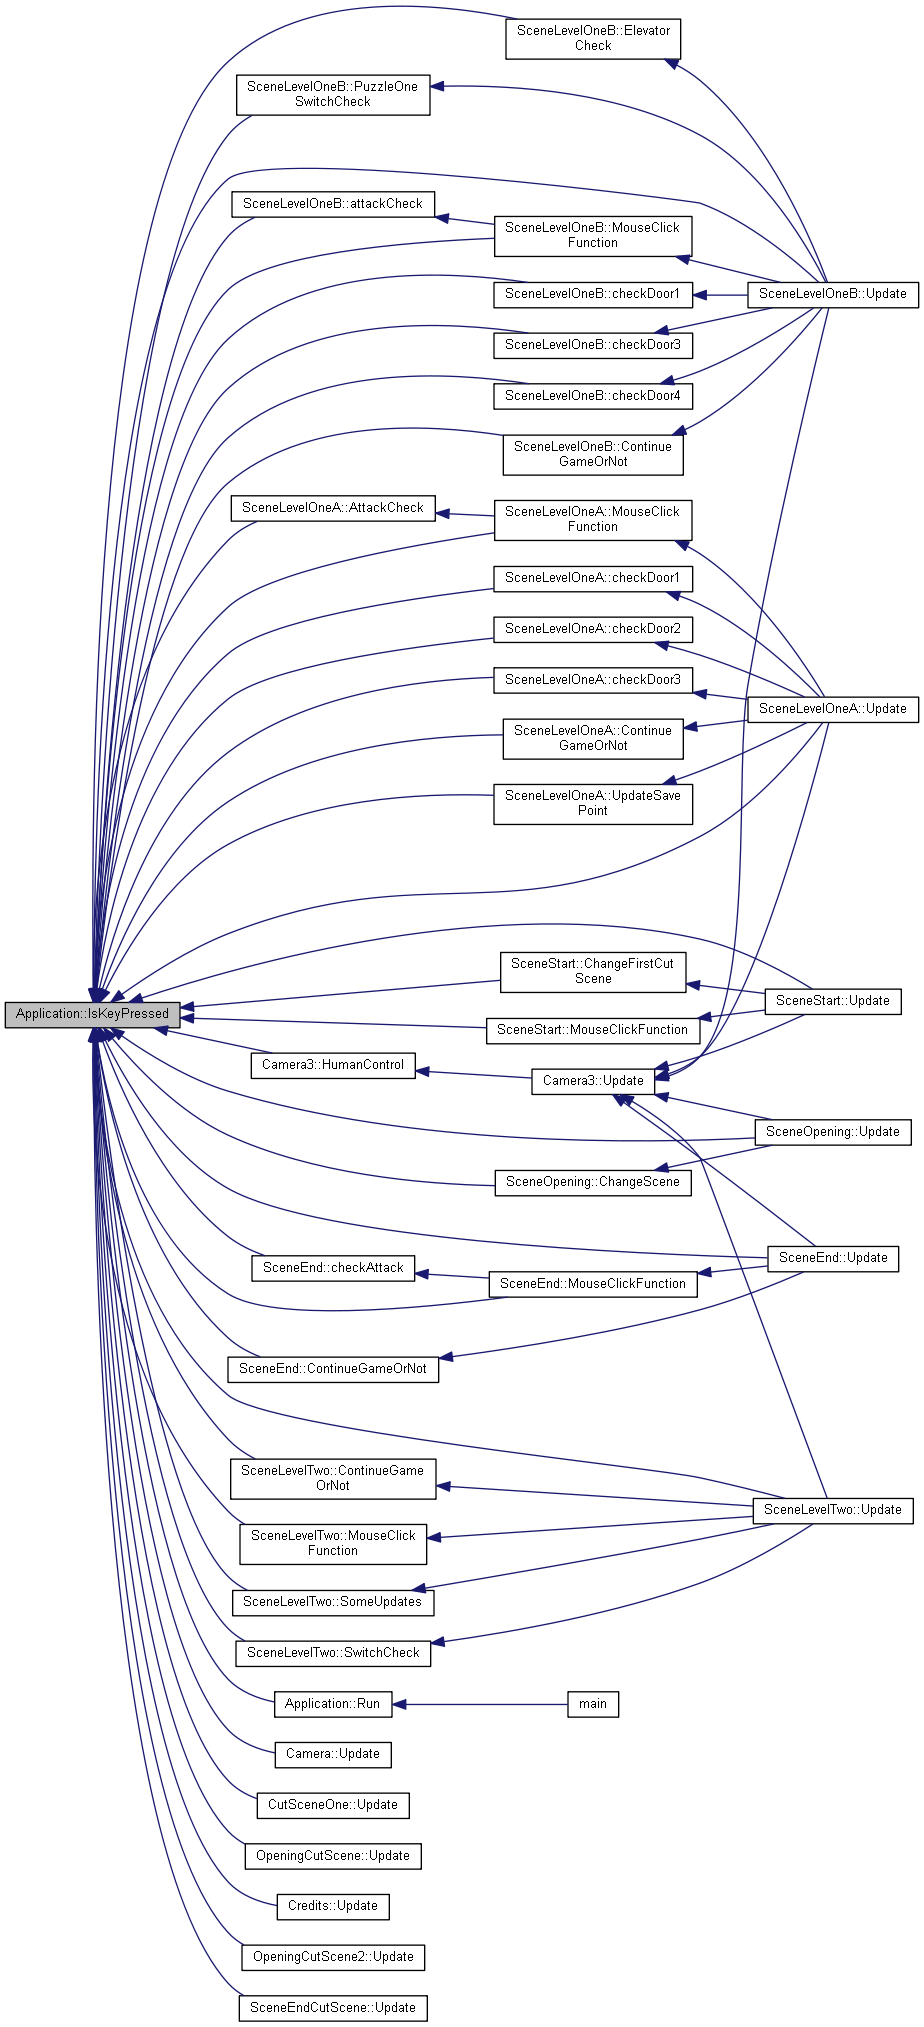 SceneLevelOneB::Elevator
Check
SceneLevelOneB::PuzzleOne
SwitchCheck
SceneLevelOneB::attackCheck
SceneLevelOneB::MouseClick
Function
SceneLevelOneB::checkDoor1
SceneLevelOneB::Update
SceneLevelOneB::checkDoor3
SceneLevelOneB::checkDoor4
SceneLevelOneB::Continue
GameOrNot
SceneLevelOneA::AttackCheck
SceneLevelOneA::MouseClick
Function
SceneLevelOneA::checkDoor1
SceneLevelOneA::checkDoor2
SceneLevelOneA::checkDoor3
SceneLevelOneA::Update
SceneLevelOneA::Continue
GameOrNot
SceneLevelOneA::UpdateSave
Point
SceneStart::ChangeFirstCut
Scene
SceneStart::Update
Application::IsKeyPressed
SceneStart::MouseClickFunction
Camera3::HumanControl
Camera3::Update
SceneOpening::Update
SceneOpening::ChangeScene
SceneEnd::Update
SceneEnd::checkAttack
SceneEnd::MouseClickFunction
SceneEnd::ContinueGameOrNot
SceneLevelTwo::ContinueGame
OrNot
SceneLevelTwo::Update
SceneLevelTwo::MouseClick
Function
SceneLevelTwo::SomeUpdates
SceneLevelTwo::SwitchCheck
Application::Run
main
Camera::Update
CutSceneOne::Update
OpeningCutScene::Update
Credits::Update
OpeningCutScene2::Update
SceneEndCutScene::Update